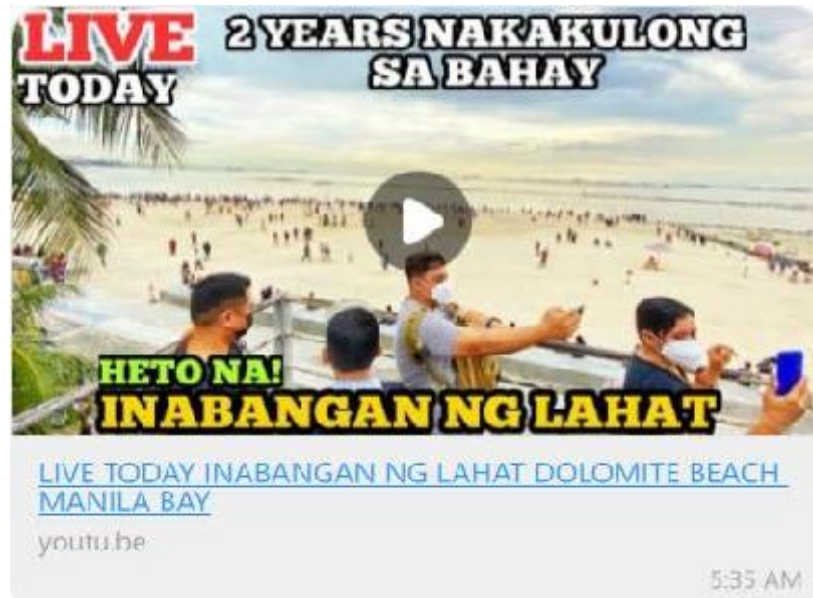 LIVE
TODAY
2 YEARS NAKAKULONG
SA BAHAY
HETO NA!
INABANGAN NG LAHAT
LIVE TODAY INABANGAN NG LAHAT DOLOMITE BEACH
MANILA BAY
youtu.be
5:35 AM